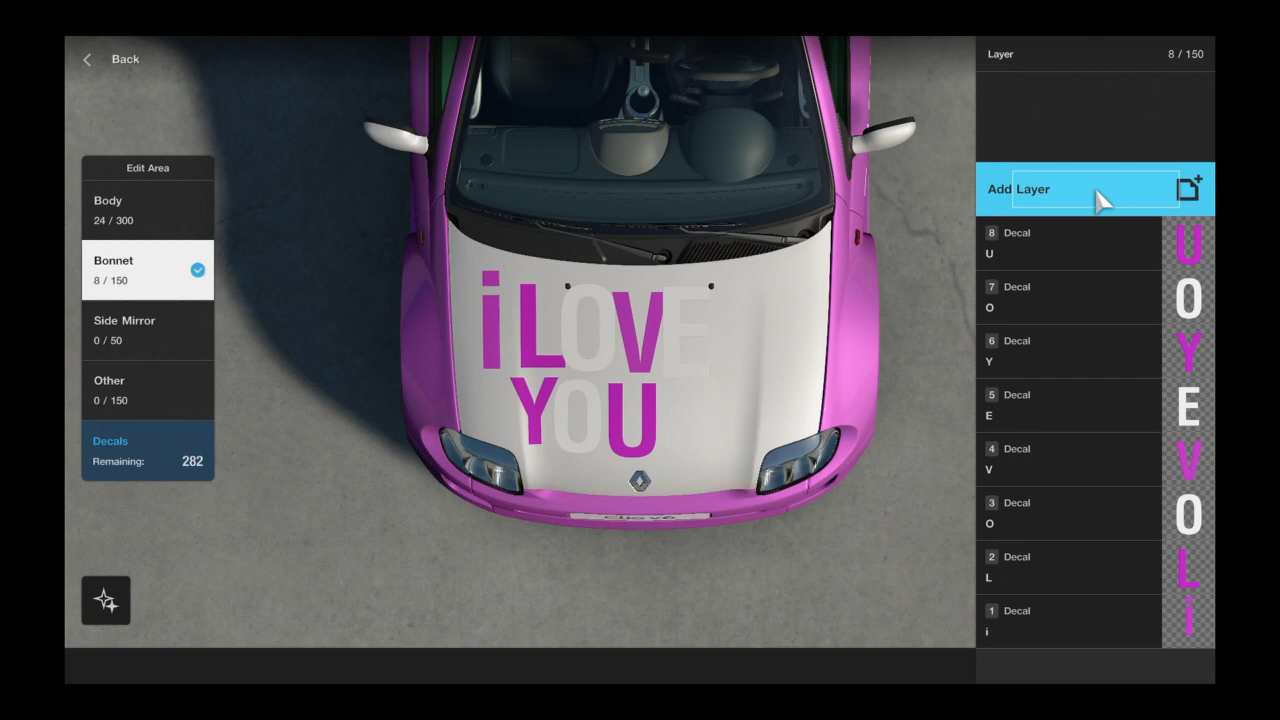 Back
Layer 8 / 150
Edit Area
Body
24 / 300
Bonnet
8 / 150
Side Mirror
0 / 50
Other
0 / 150
Decals
Remaining: 282
iLOVE
YOU
Clio V6
Add Layer
8 Decal
U
U
7 Decal
O
O
6 Decal
Y
Y
5 Decal
E
E
4 Decal
V
V
3 Decal
O
O
2 Decal
L
L
1 Decal
i
i